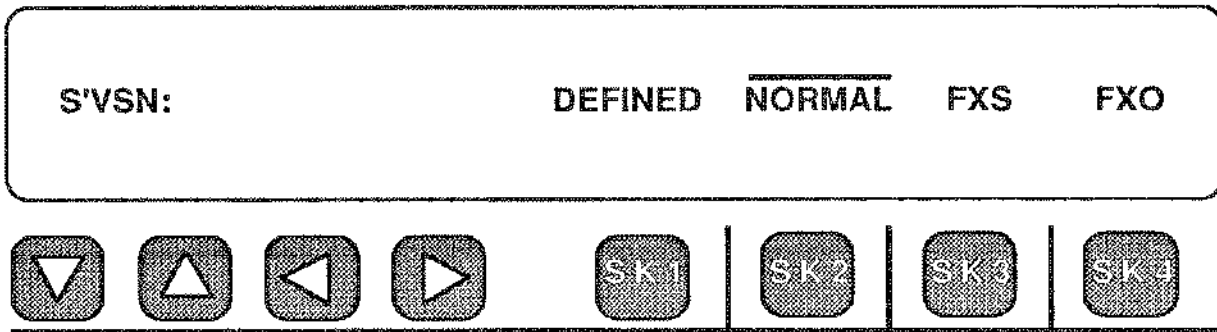 S'VSN: DEFINED NORMAL FXS FXO
SK1 SK2 SK3 SK4